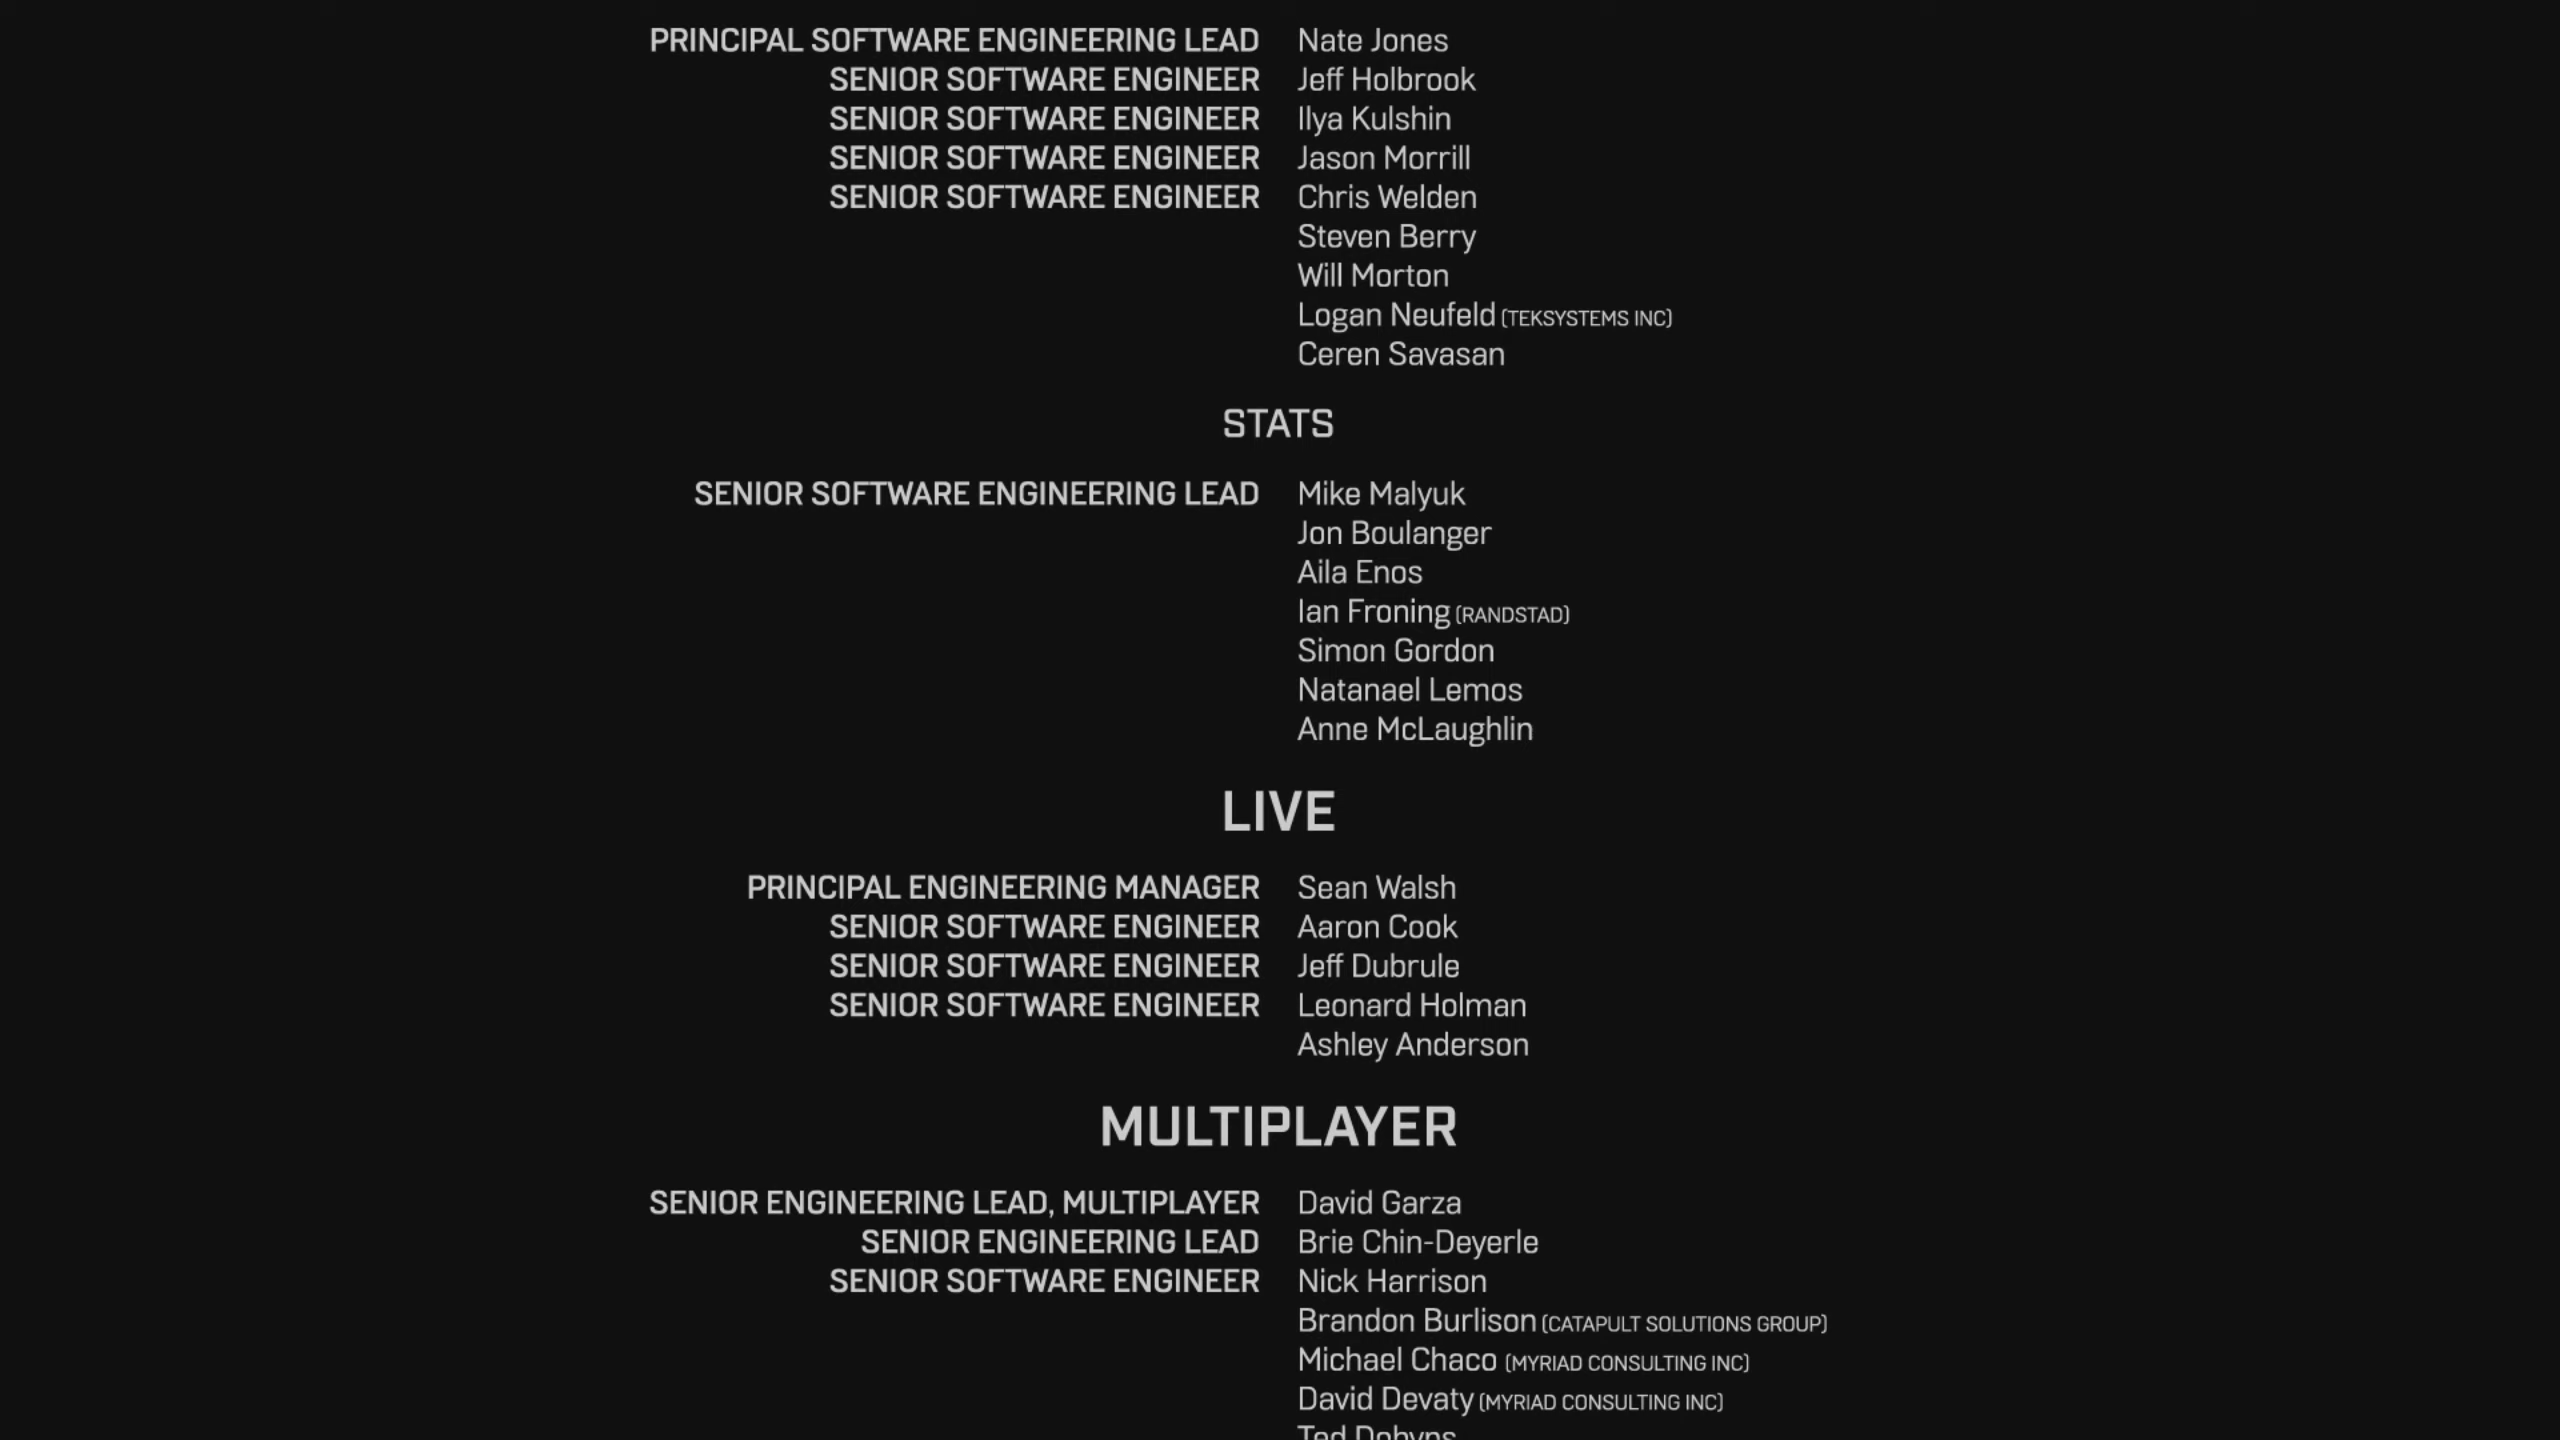 PRINCIPAL SOFTWARE ENGINEERING LEAD Nate Jones
SENIOR SOFTWARE ENGINEER Jeff Holbrook
SENIOR SOFTWARE ENGINEER Ilya Kulshin
SENIOR SOFTWARE ENGINEER Jason Morrill
SENIOR SOFTWARE ENGINEER Chris Welden
Steven Berry
Will Morton
Logan Neufeld (TEKSYSTEMS INC)
Ceren Savasan
STATS
SENIOR SOFTWARE ENGINEERING LEAD Mike Malyuk
Jon Boulanger
Aila Enos
Ian Froning (RANDSTAD)
Simon Gordon
Natanael Lemos
Anne McLaughlin
LIVE
PRINCIPAL ENGINEERING MANAGER Sean Walsh
SENIOR SOFTWARE ENGINEER Aaron Cook
SENIOR SOFTWARE ENGINEER Jeff Dubrule
SENIOR SOFTWARE ENGINEER Leonard Holman
Ashley Anderson
MULTIPLAYER
SENIOR ENGINEERING LEAD, MULTIPLAYER David Garza
SENIOR ENGINEERING LEAD Brie Chin-Deyerle
SENIOR SOFTWARE ENGINEER Nick Harrison
Brandon Burlison (CATAPULT SOLUTIONS GROUP)
Michael Chaco (MYRIAD CONSULTING INC)
David Devaty (MYRIAD CONSULTING INC)
Ted Dobyns